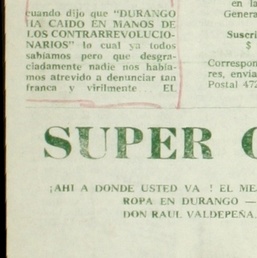 cuando dijo que "DURANGO
HA CAIDO EN MANOS DE
LOS CONTRARREVOLUCIO-
NARIOS" lo cual ya todos
sabíamos pero que desgra-
ciadamente nadie nos había-
mos atrevido a denunciar tan
franca y virilmente . EL
en la
Genera
Suscri
$
Correspon
res, envia
Postal 472
SUPER
¡AHI A DONDE USTED VA ! EL ME
ROPA EN DURANGO —
DON RAUL VALDEPEÑA,